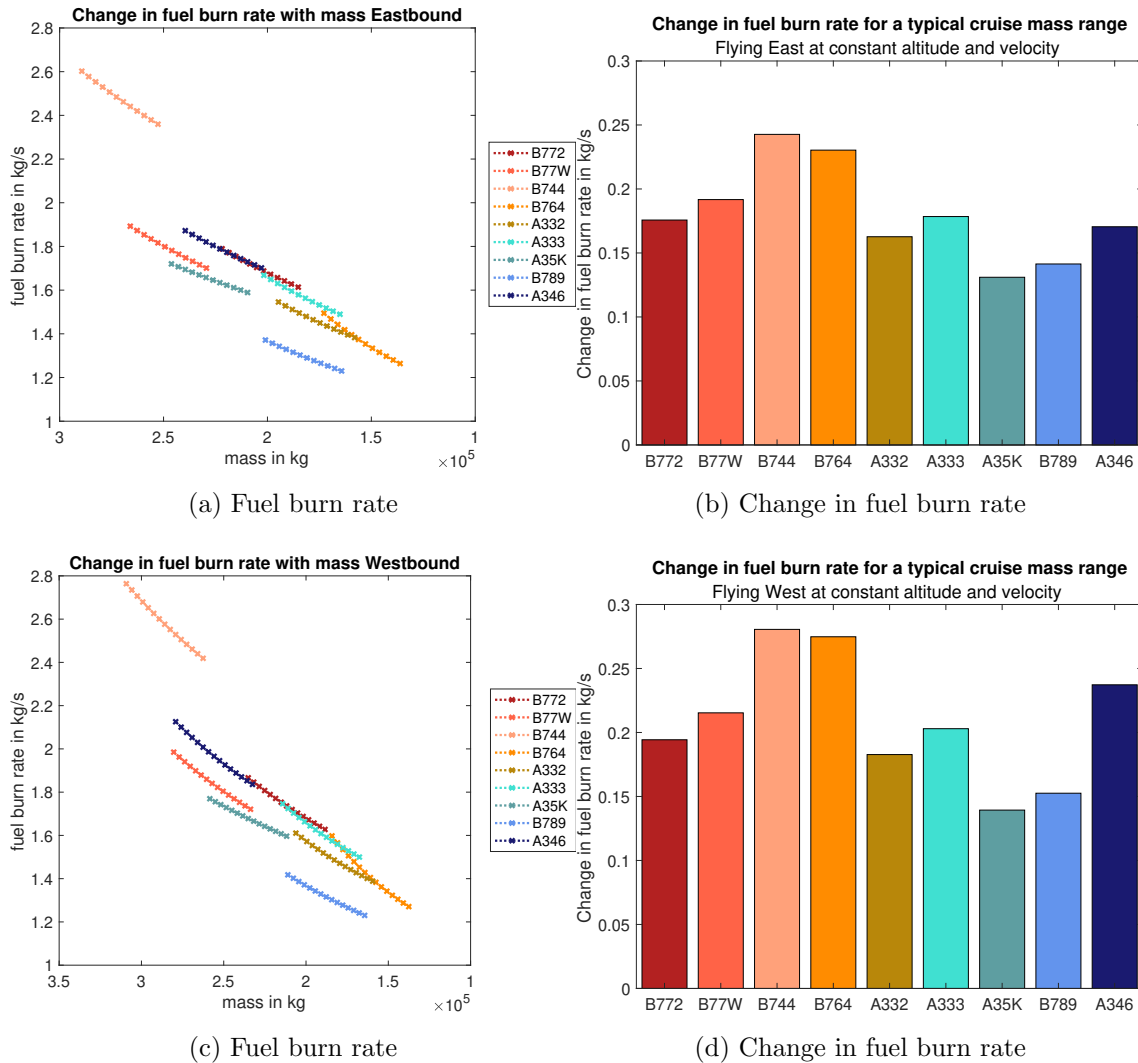 Change in fuel burn rate with mass Eastbound
2.8
2.6
2.4
2.2
2
1.8
1.6
1.4
1.2
1
fuel burn rate in kg/s
3
2.5
2
1.5
1
mass in kg
×10⁵
B772
B77W
B744
B764
A332
A333
A35K
B789
A346
(a) Fuel burn rate
Change in fuel burn rate for a typical cruise mass range
Flying East at constant altitude and velocity
0.3
0.25
0.2
0.15
0.1
0.05
0
Change in fuel burn rate in kg/s
B772 B77W B744 B764 A332 A333 A35K B789 A346
(b) Change in fuel burn rate
Change in fuel burn rate with mass Westbound
2.8
2.6
2.4
2.2
2
1.8
1.6
1.4
1.2
1
fuel burn rate in kg/s
3.5
3
2.5
2
1.5
1
mass in kg
×10⁵
B772
B77W
B744
B764
A332
A333
A35K
B789
A346
(c) Fuel burn rate
Change in fuel burn rate for a typical cruise mass range
Flying West at constant altitude and velocity
0.3
0.25
0.2
0.15
0.1
0.05
0
Change in fuel burn rate in kg/s
B772 B77W B744 B764 A332 A333 A35K B789 A346
(d) Change in fuel burn rate